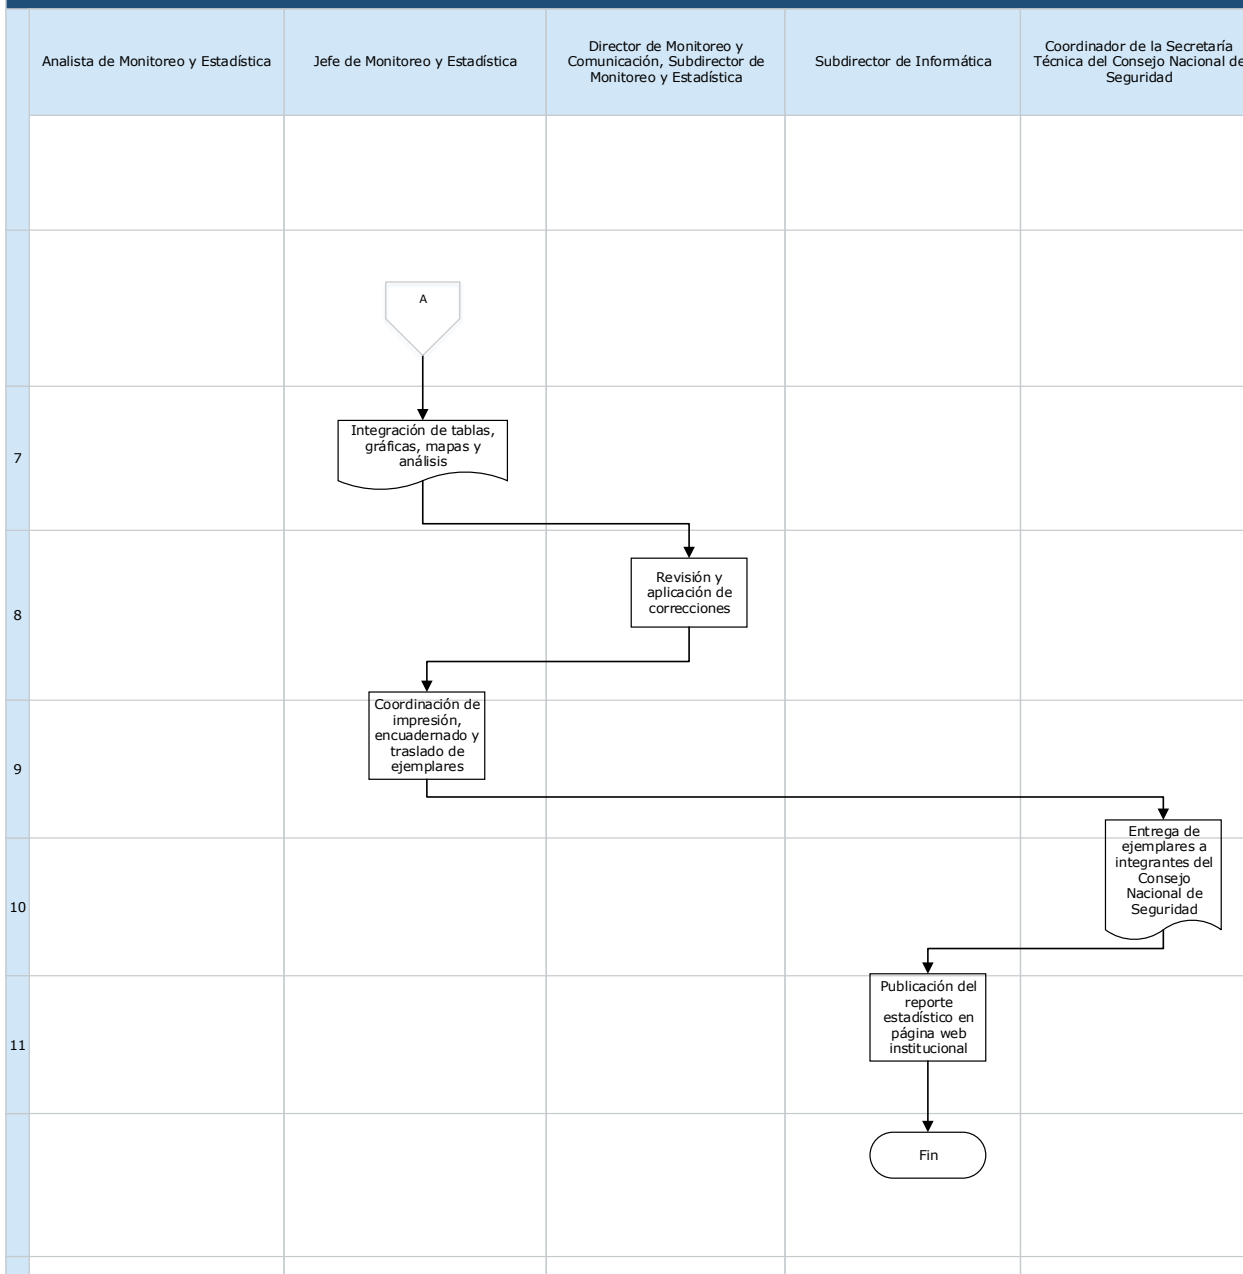 Analista de Monitoreo y Estadística
Jefe de Monitoreo y Estadística
Director de Monitoreo y
Comunicación, Subdirector de
Monitoreo y Estadística
Subdirector de Informática
Coordinador de la Secretaría
Técnica del Consejo Nacional de
Seguridad
A
7
Integración de tablas,
gráficas, mapas y
análisis
8
Revisión y
aplicación de
correcciones
9
Coordinación de
impresión,
encuadernado y
traslado de
ejemplares
10
Entrega de
ejemplares a
integrantes del
Consejo
Nacional de
Seguridad
11
Publicación del
reporte
estadístico en
página web
institucional
Fin